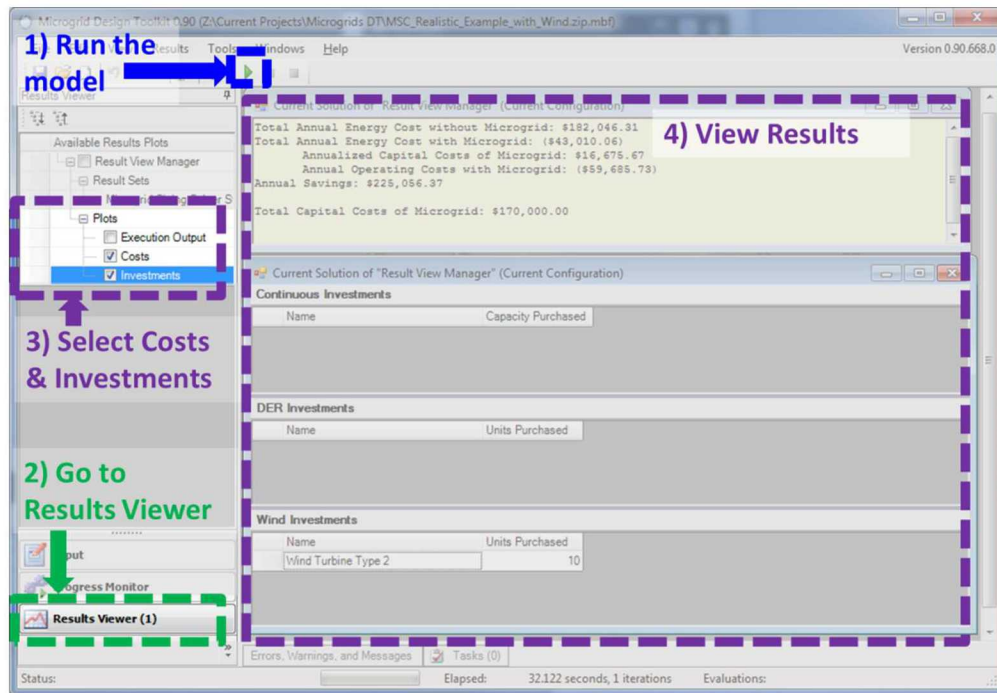 Microgrid Design Toolkit 0.90 (Z:\Current Projects\Microgrids DT\MSC_Realistic_Example_with_Wind.zip.mbf)
1) Run the
model
Results Tools Windows Help
Version 0.90.668.0
Results Viewer
Available Results Plots
Result View Manager
Result Sets
Plots
Execution Output
Costs
Investments
3) Select Costs
& Investments
2) Go to
Results Viewer
Progress Monitor
Results Viewer (1)
Current Solution of "Result View Manager" (Current Configuration)
4) View Results
Total Annual Energy Cost without Microgrid: $182,046.31
Total Annual Energy Cost with Microgrid: ($43,010.06)
Annualized Capital Costs of Microgrid: $16,675.67
Annual Operating Costs with Microgrid: ($59,685.73)
Annual Savings: $225,056.37
Total Capital Costs of Microgrid: $170,000.00
Current Solution of "Result View Manager" (Current Configuration)
Continuous Investments
Name Capacity Purchased
DER Investments
Name Units Purchased
Wind Investments
Name Units Purchased
Wind Turbine Type 2 10
Errors, Warnings, and Messages Tasks (0)
Status: Elapsed: 32.122 seconds, 1 iterations Evaluations: